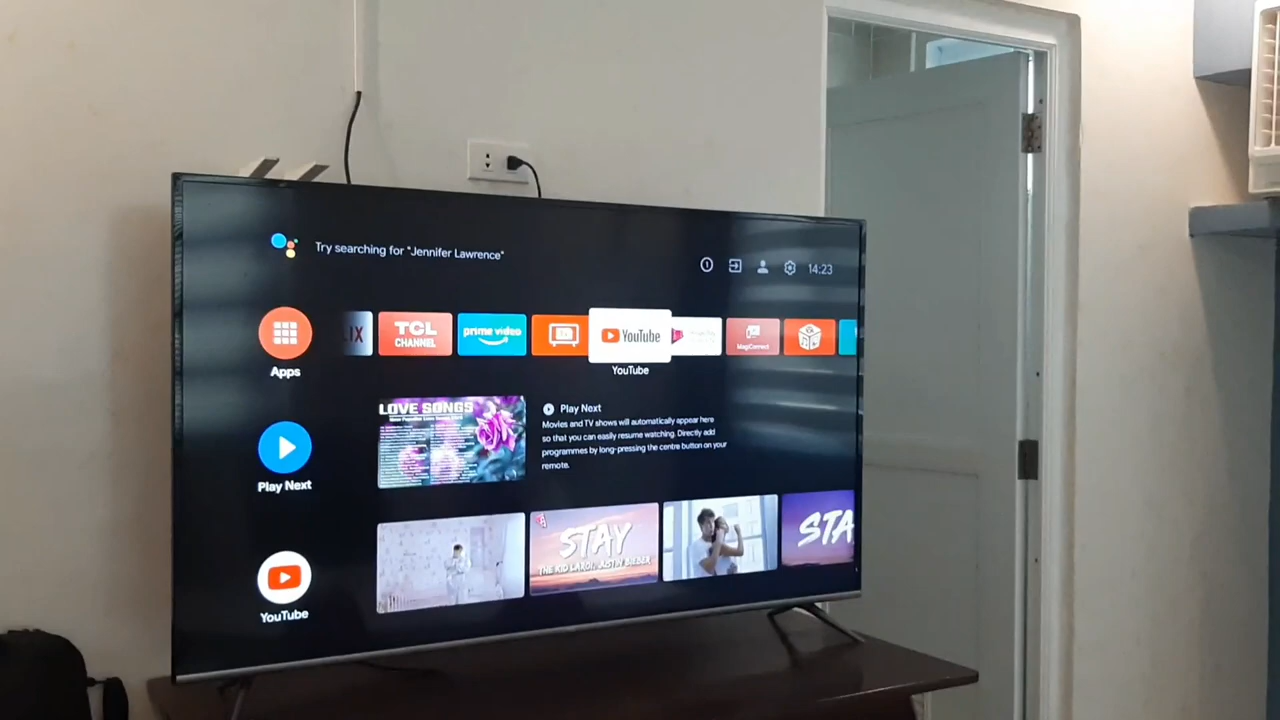 Try searching for "Jennifer Lawrence"
14:23
LIX
TCL
CHANNEL
prime video
YouTube
MagiConnect
YouTube
Apps
LOVE SONGS
Play Next
Movies and TV shows will automatically appear here
so that you can easily resume watching. Directly add
programmes by long-pressing the centre button on your
remote.
Play Next
STAY
THE KID LAROI, JUSTIN BIEBER
STA
YouTube